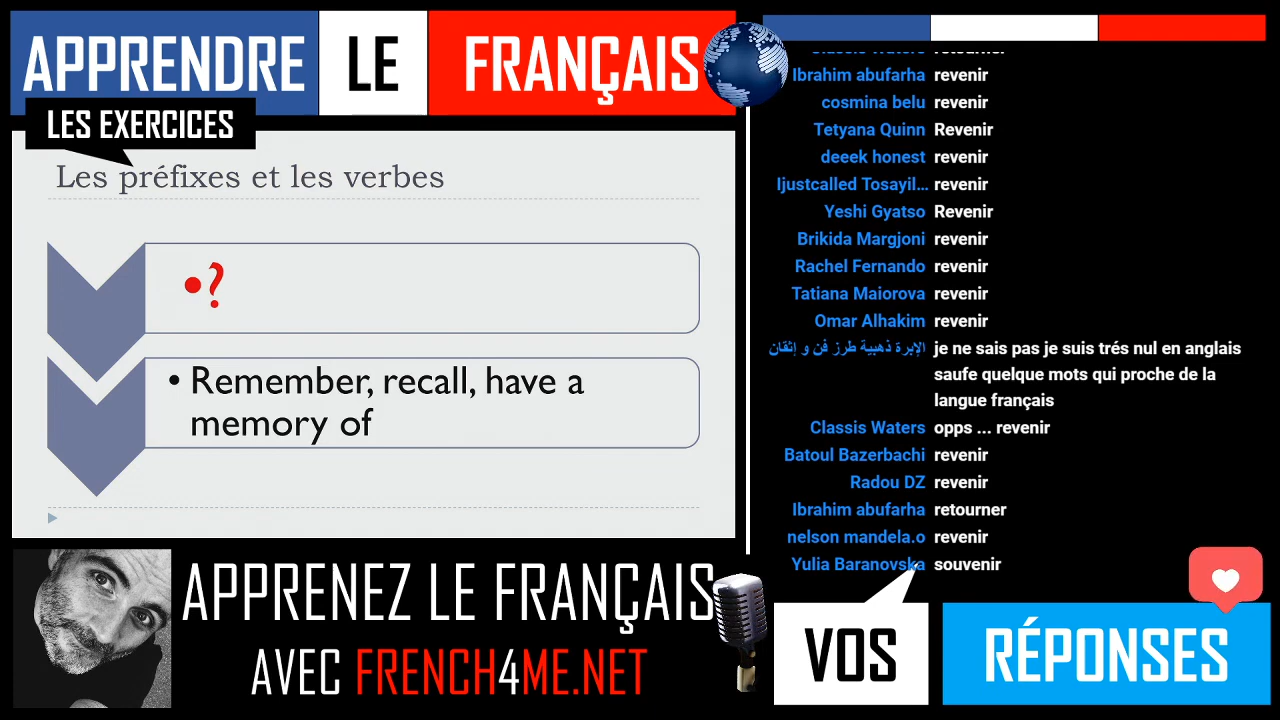 APPRENDRE LE FRANÇAIS
LES EXERCICES
Les préfixes et les verbes
•?
• Remember, recall, have a
memory of
APPRENEZ LE FRANÇAIS
AVEC FRENCH4ME.NET
Ibrahim abufarha revenir
cosmina belu revenir
Tetyana Quinn Revenir
deeek honest revenir
Ijustcalled Tosayil... revenir
Yeshi Gyatso Revenir
Brikida Margjoni revenir
Rachel Fernando revenir
Tatiana Maiorova revenir
Omar Alhakim revenir
الإبرة ذهبية طرز فن و إتقان je ne sais pas je suis trés nul en anglais
saufe quelque mots qui proche de la
langue français
Classis Waters opps ... revenir
Batoul Bazerbachi revenir
Radou DZ revenir
Ibrahim abufarha retourner
nelson mandela.o revenir
Yulia Baranovska souvenir
VOS RÉPONSES